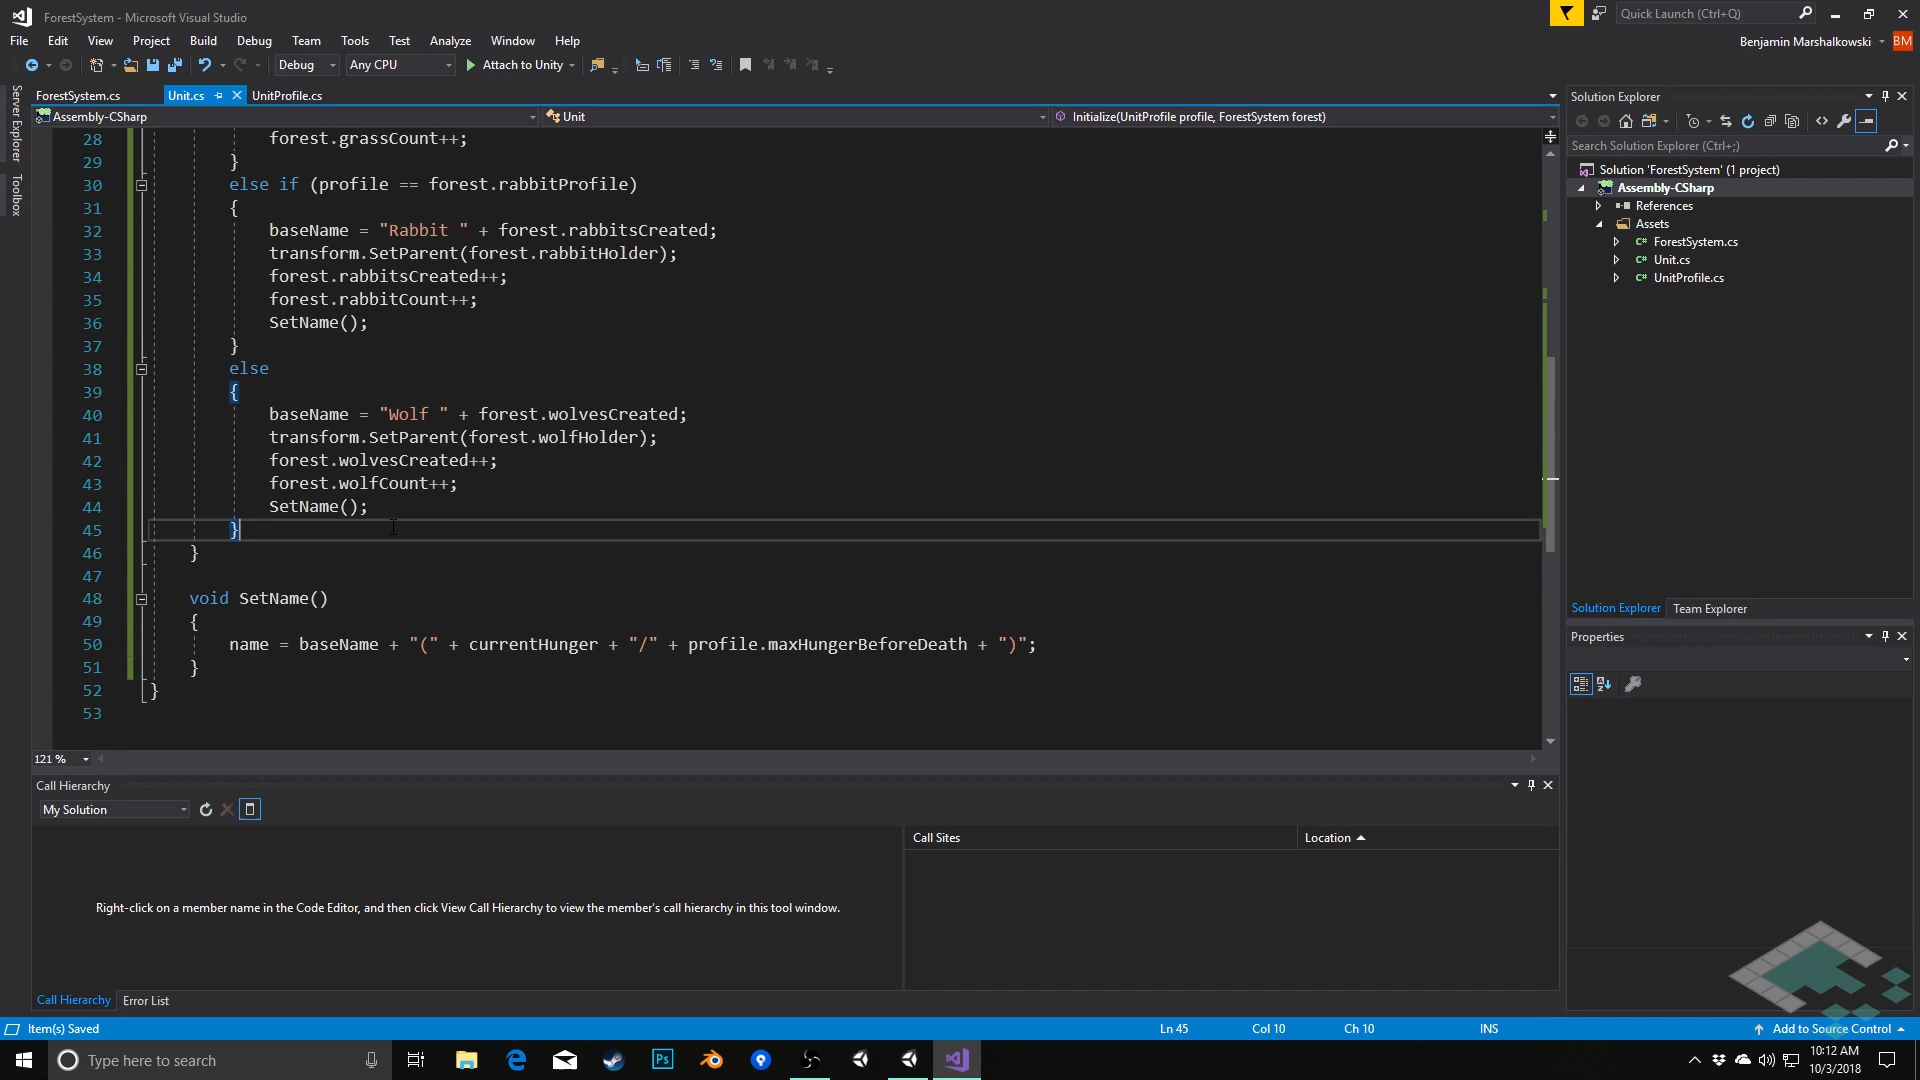 ForestSystem - Microsoft Visual Studio
Quick Launch (Ctrl+Q)
File Edit View Project Build Debug Team Tools Test Analyze Window Help
Benjamin Marshalkowski BM
Debug Any CPU Attach to Unity
Server Explorer
Toolbox
ForestSystem.cs Unit.cs UnitProfile.cs
Assembly-CSharp Unit Initialize(UnitProfile profile, ForestSystem forest)
28 forest.grassCount++;
29 }
30 else if (profile == forest.rabbitProfile)
31 {
32 baseName = "Rabbit " + forest.rabbitsCreated;
33 transform.SetParent(forest.rabbitHolder);
34 forest.rabbitsCreated++;
35 forest.rabbitCount++;
36 SetName();
37 }
38 else
39 {
40 baseName = "Wolf " + forest.wolvesCreated;
41 transform.SetParent(forest.wolfHolder);
42 forest.wolvesCreated++;
43 forest.wolfCount++;
44 SetName();
45 }
46 }
47
48 void SetName()
49 {
50 name = baseName + "(" + currentHunger + "/" + profile.maxHungerBeforeDeath + ")";
51 }
52 }
53
121 %
Solution Explorer
Search Solution Explorer (Ctrl+;)
Solution 'ForestSystem' (1 project)
Assembly-CSharp
References
Assets
C# ForestSystem.cs
C# Unit.cs
C# UnitProfile.cs
Solution Explorer Team Explorer
Properties
Call Hierarchy
My Solution
Call Sites Location
Right-click on a member name in the Code Editor, and then click View Call Hierarchy to view the member's call hierarchy in this tool window.
Call Hierarchy Error List
Item(s) Saved Ln 45 Col 10 Ch 10 INS Add to Source Control
Type here to search
Ps
10:12 AM
10/3/2018